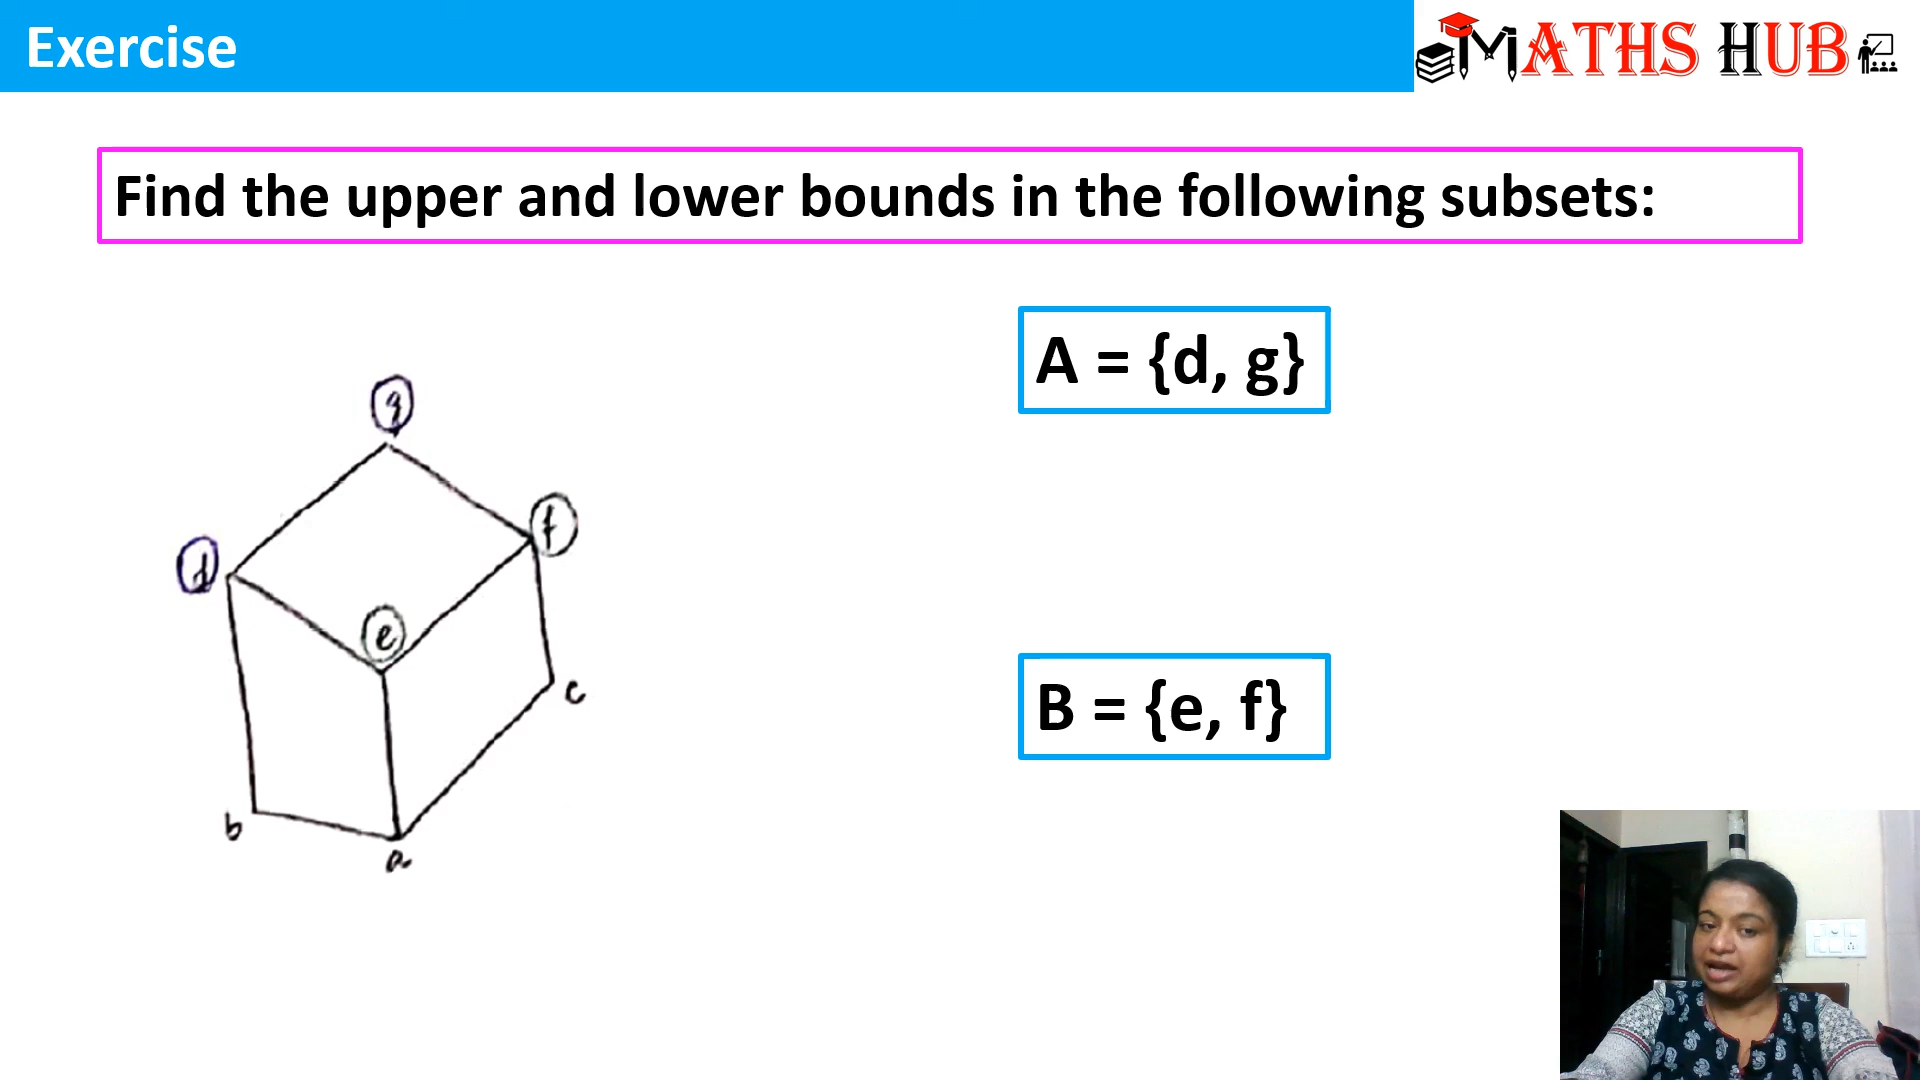 Exercise
MATHS HUB
Find the upper and lower bounds in the following subsets:
A = {d, g}
g
f
d
e
c
B = {e, f}
b
a